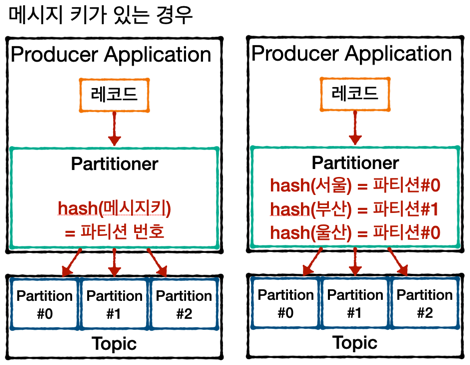 메시지 키가 있는 경우
Producer Application
레코드
Partitioner
hash(메시지키)
= 파티션 번호
Partition
#0
Partition
#1
Partition
#2
Topic
Producer Application
레코드
Partitioner
hash(서울) = 파티션#0
hash(부산) = 파티션#1
hash(울산) = 파티션#0
Partition
#0
Partition
#1
Partition
#2
Topic